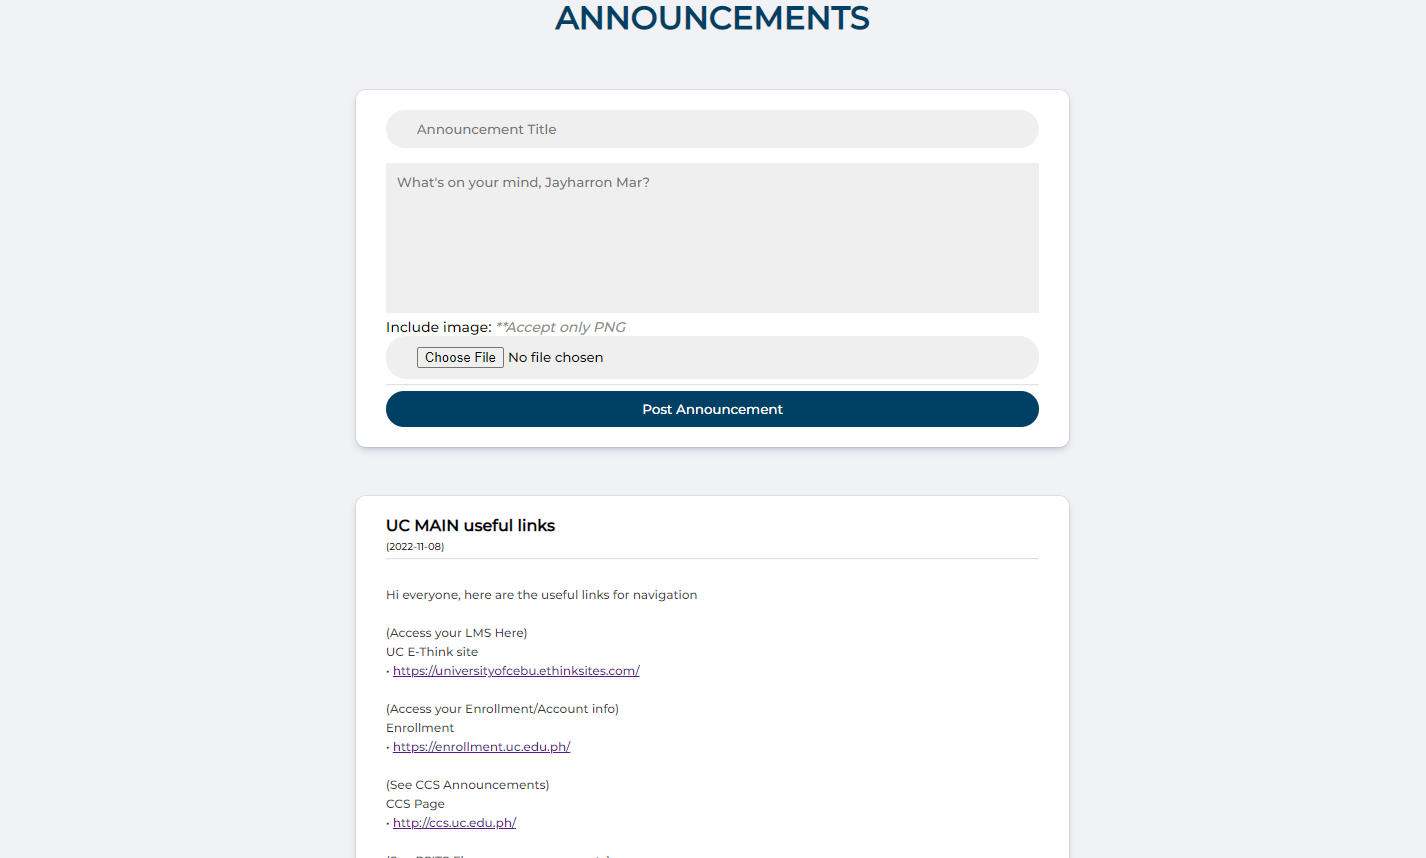 ANNOUNCEMENTS
Announcement Title
What's on your mind, Jayharron Mar?
Include image: **Accept only PNG
Choose File No file chosen
Post Announcement
UC MAIN useful links
(2022-11-08)
Hi everyone, here are the useful links for navigation
(Access your LMS Here)
UC E-Think site
• https://universityofcebu.ethinksites.com/
(Access your Enrollment/Account info)
Enrollment
• https://enrollment.uc.edu.ph/
(See CCS Announcements)
CCS Page
• http://ccs.uc.edu.ph/